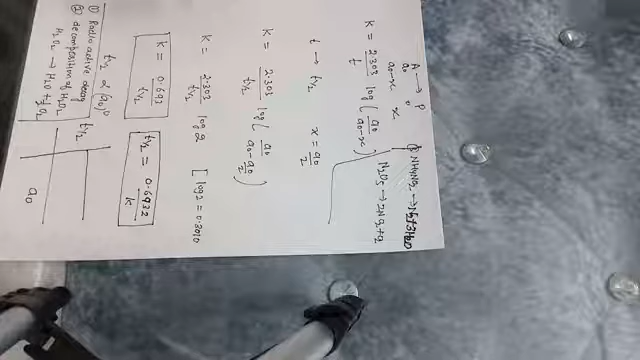 A → P
a₀ 0
a₀-x x N₂O₅ → 2NO₂+O₂
K = 2.303/t log (a₀/a₀-x)
t → t½ x = a₀/2
K = 2.303/t½ log (a₀/a₀-a₀/2)
K = 2.303/t½ log 2 [log 2 = 0.3010
K = 0.693/t½ t½ = 0.6932/k
t½ ∝ (a₀)⁰ t½
① Radio active decay
② decomposition of H₂O₂
H₂O₂ → H₂O+½O₂ a₀